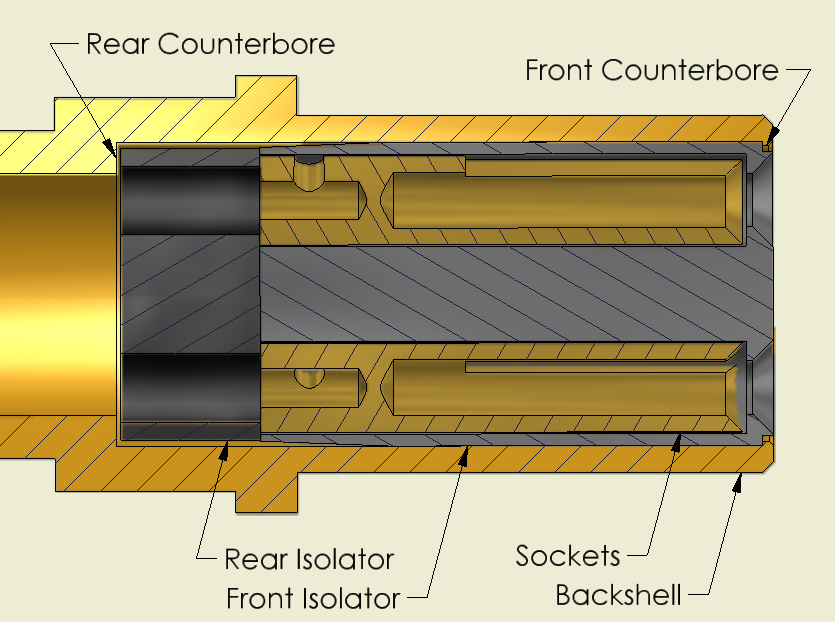 Rear Counterbore
Front Counterbore
Rear Isolator
Front Isolator
Sockets
Backshell